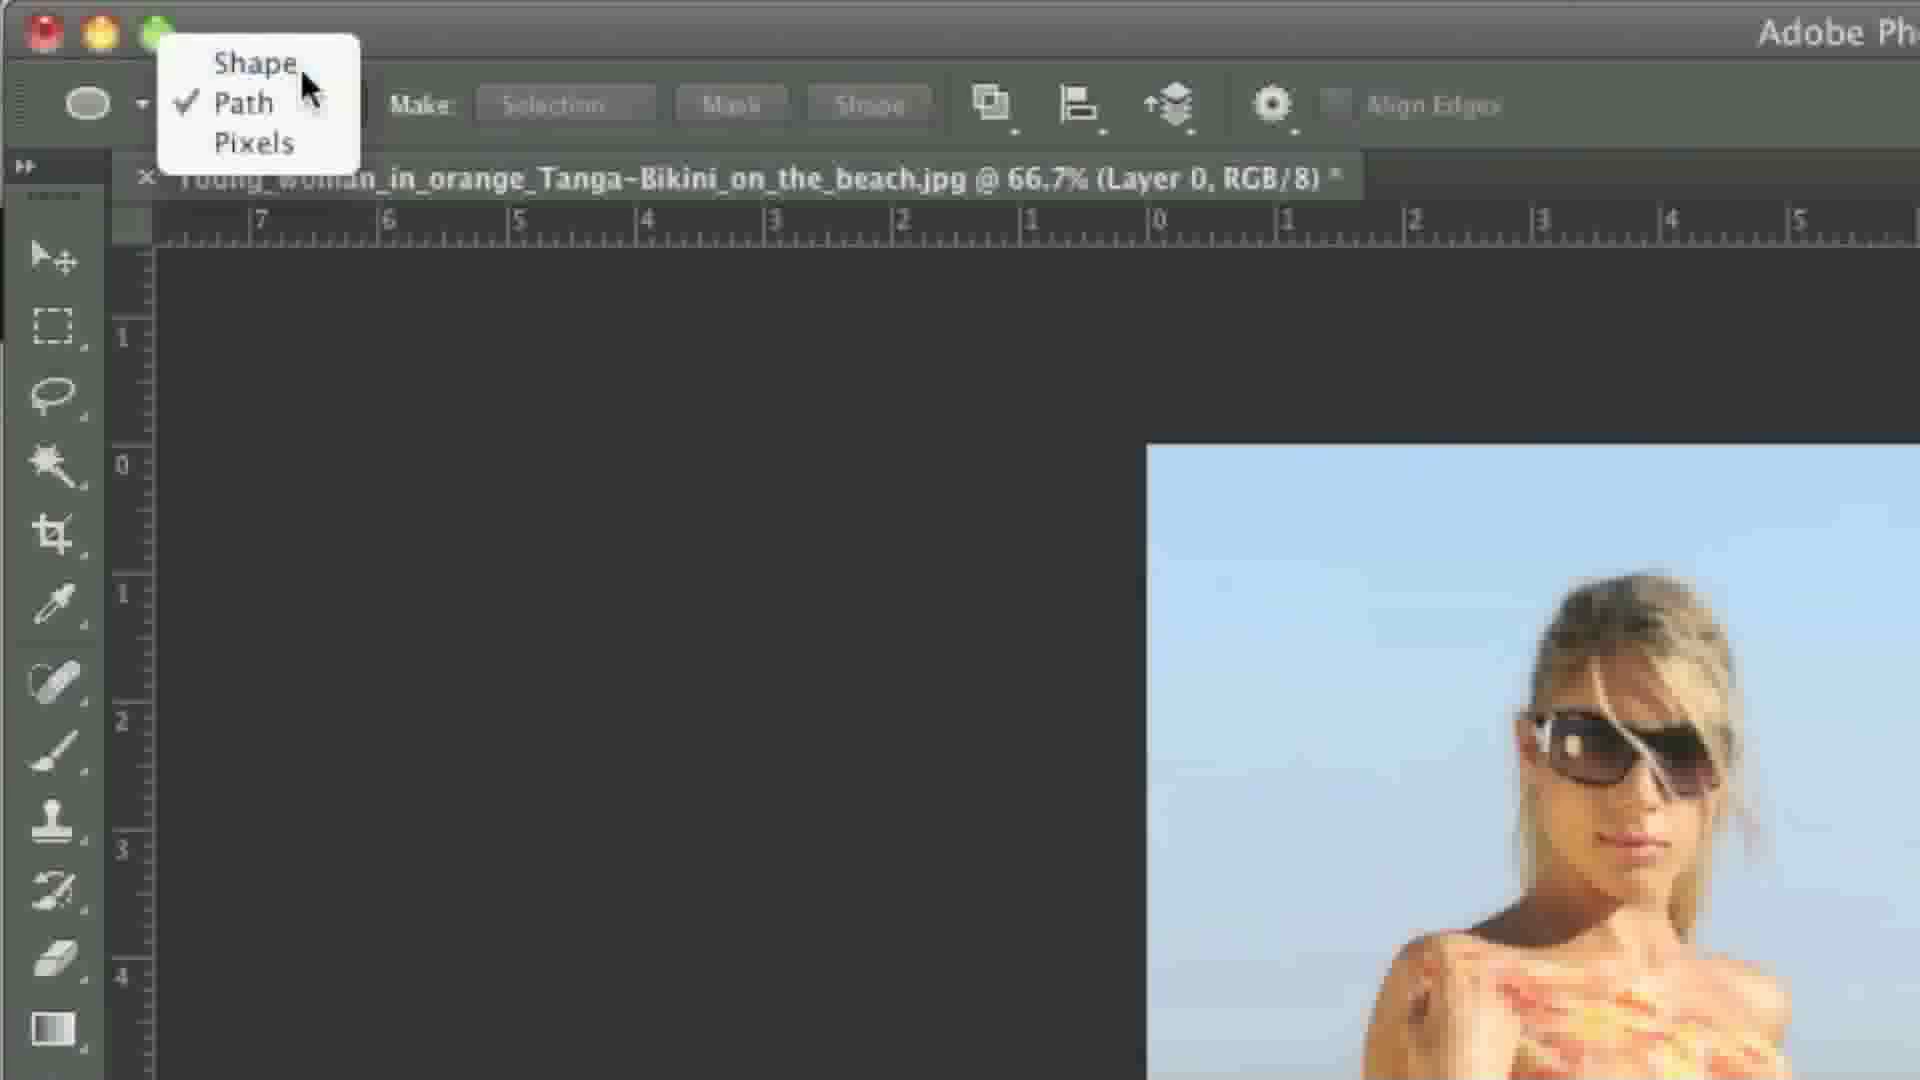 Adobe Ph
Shape
Path
Pixels
Make: Selection Mask Shape Align Edges
Young_woman_in_orange_Tanga-Bikini_on_the_beach.jpg @ 66.7% (Layer 0, RGB/8) *
7 6 5 4 3 2 1 0 1 2 3 4 5
1
0
1
2
3
4